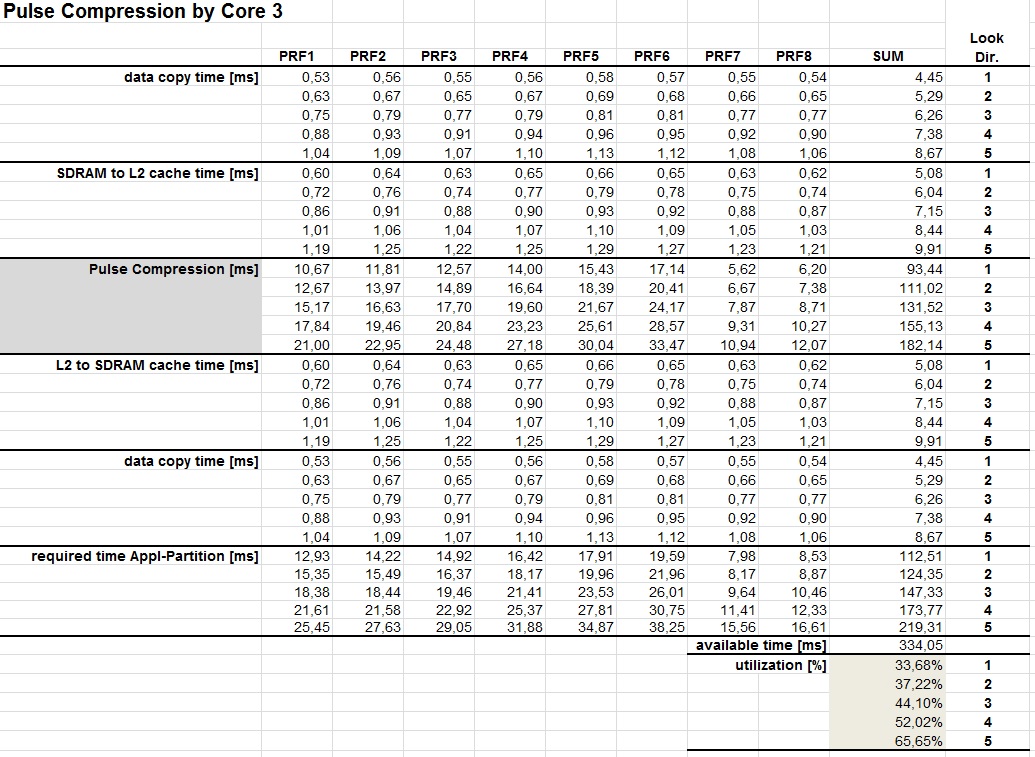 Pulse Compression by Core 3
Look
PRF1 PRF2 PRF3 PRF4 PRF5 PRF6 PRF7 PRF8 SUM Dir.
data copy time [ms] 0,53 0,56 0,55 0,56 0,58 0,57 0,55 0,54 4,45 1
0,63 0,67 0,65 0,67 0,69 0,68 0,66 0,65 5,29 2
0,75 0,79 0,77 0,79 0,81 0,81 0,77 0,77 6,26 3
0,88 0,93 0,91 0,94 0,96 0,95 0,92 0,90 7,38 4
1,04 1,09 1,07 1,10 1,13 1,12 1,08 1,06 8,67 5
SDRAM to L2 cache time [ms] 0,60 0,64 0,63 0,65 0,66 0,65 0,63 0,62 5,08 1
0,72 0,76 0,74 0,77 0,79 0,78 0,75 0,74 6,04 2
0,86 0,91 0,88 0,90 0,93 0,92 0,88 0,87 7,15 3
1,01 1,06 1,04 1,07 1,10 1,09 1,05 1,03 8,44 4
1,19 1,25 1,22 1,25 1,29 1,27 1,23 1,21 9,91 5
Pulse Compression [ms] 10,67 11,81 12,57 14,00 15,43 17,14 5,62 6,20 93,44 1
12,67 13,97 14,89 16,64 18,39 20,41 6,67 7,38 111,02 2
15,17 16,63 17,70 19,60 21,67 24,17 7,87 8,71 131,52 3
17,84 19,46 20,84 23,23 25,61 28,57 9,31 10,27 155,13 4
21,00 22,95 24,48 27,18 30,04 33,47 10,94 12,07 182,14 5
L2 to SDRAM cache time [ms] 0,60 0,64 0,63 0,65 0,66 0,65 0,63 0,62 5,08 1
0,72 0,76 0,74 0,77 0,79 0,78 0,75 0,74 6,04 2
0,86 0,91 0,88 0,90 0,93 0,92 0,88 0,87 7,15 3
1,01 1,06 1,04 1,07 1,10 1,09 1,05 1,03 8,44 4
1,19 1,25 1,22 1,25 1,29 1,27 1,23 1,21 9,91 5
data copy time [ms] 0,53 0,56 0,55 0,56 0,58 0,57 0,55 0,54 4,45 1
0,63 0,67 0,65 0,67 0,69 0,68 0,66 0,65 5,29 2
0,75 0,79 0,77 0,79 0,81 0,81 0,77 0,77 6,26 3
0,88 0,93 0,91 0,94 0,96 0,95 0,92 0,90 7,38 4
1,04 1,09 1,07 1,10 1,13 1,12 1,08 1,06 8,67 5
required time Appl-Partition [ms] 12,93 14,22 14,92 16,42 17,91 19,59 7,98 8,53 112,51 1
15,35 15,49 16,37 18,17 19,96 21,96 8,17 8,87 124,35 2
18,38 18,44 19,46 21,41 23,53 26,01 9,64 10,46 147,33 3
21,61 21,58 22,92 25,37 27,81 30,75 11,41 12,33 173,77 4
25,45 27,63 29,05 31,88 34,87 38,25 15,56 16,61 219,31 5
available time [ms] 334,05
utilization [%] 33,68% 1
37,22% 2
44,10% 3
52,02% 4
65,65% 5